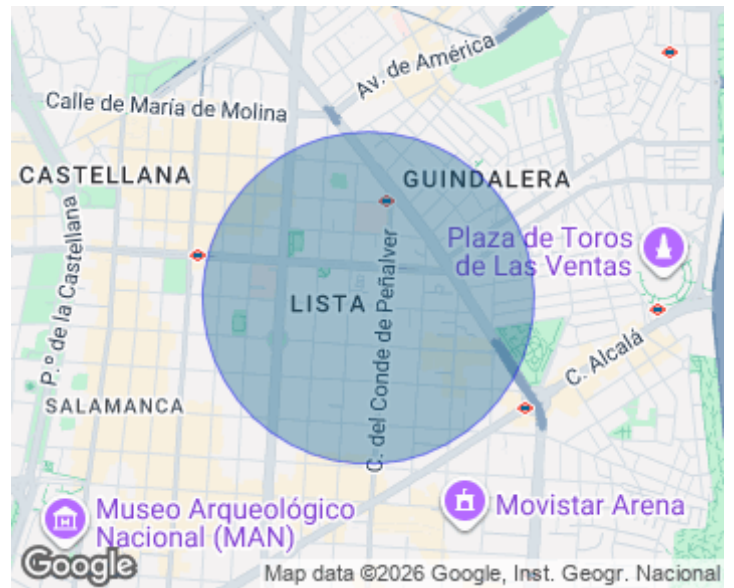 Av. de América
Calle de María de Molina
CASTELLANA
GUINDALERA
Plaza de Toros
de Las Ventas
P.º de la Castellana
LISTA
C. del Conde de Peñalver
C. Alcalá
SALAMANCA
Museo Arqueológico
Nacional (MAN)
Movistar Arena
Google
Map data ©2026 Google, Inst. Geogr. Nacional